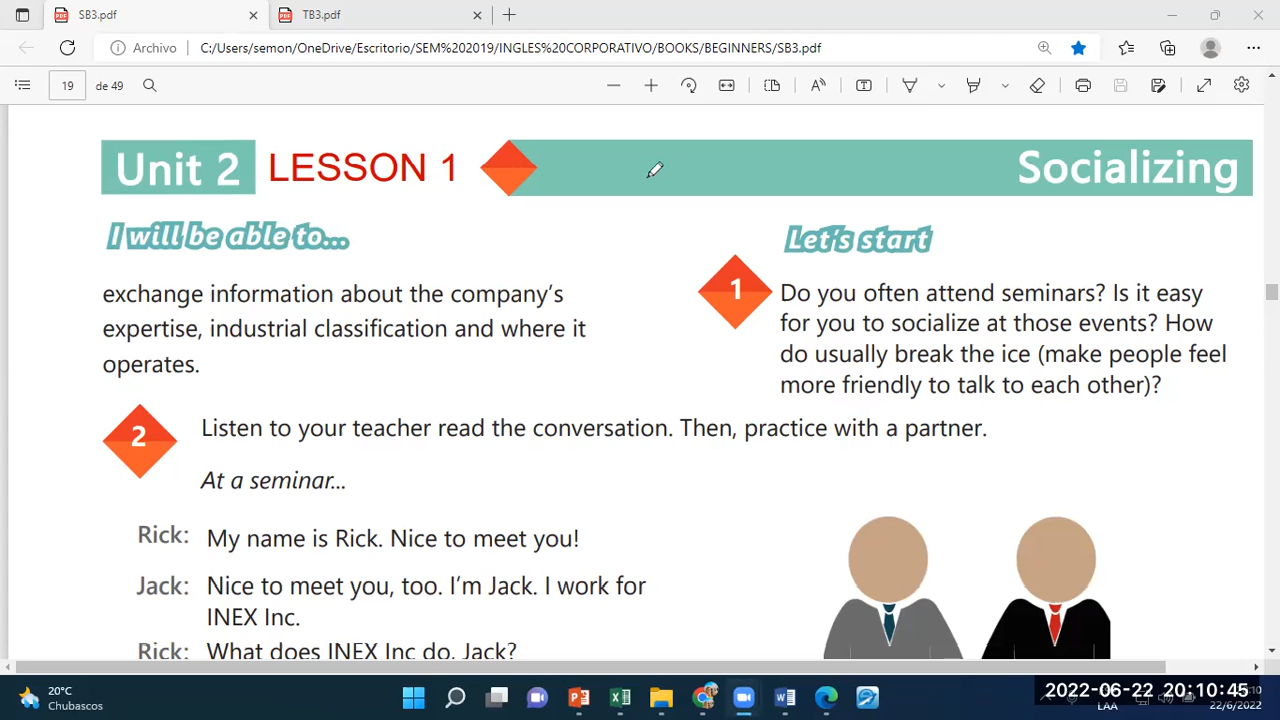 SB3.pdf
TB3.pdf
Archivo
C:/Users/semon/OneDrive/Escritorio/SEM%202019/INGLES%20CORPORATIVO/BOOKS/BEGINNERS/SB3.pdf
19
de 49
Unit 2 LESSON 1
Socializing
I will be able to...
exchange information about the company's
expertise, industrial classification and where it
operates.
Let's start
1
Do you often attend seminars? Is it easy
for you to socialize at those events? How
do usually break the ice (make people feel
more friendly to talk to each other)?
2
Listen to your teacher read the conversation. Then, practice with a partner.
At a seminar...
Rick: My name is Rick. Nice to meet you!
Jack: Nice to meet you, too. I'm Jack. I work for
INEX Inc.
Rick: What does INEX Inc do, Jack?
20°C
Chubascos
2022-06-22 20:10:45
LAA
22/6/2022